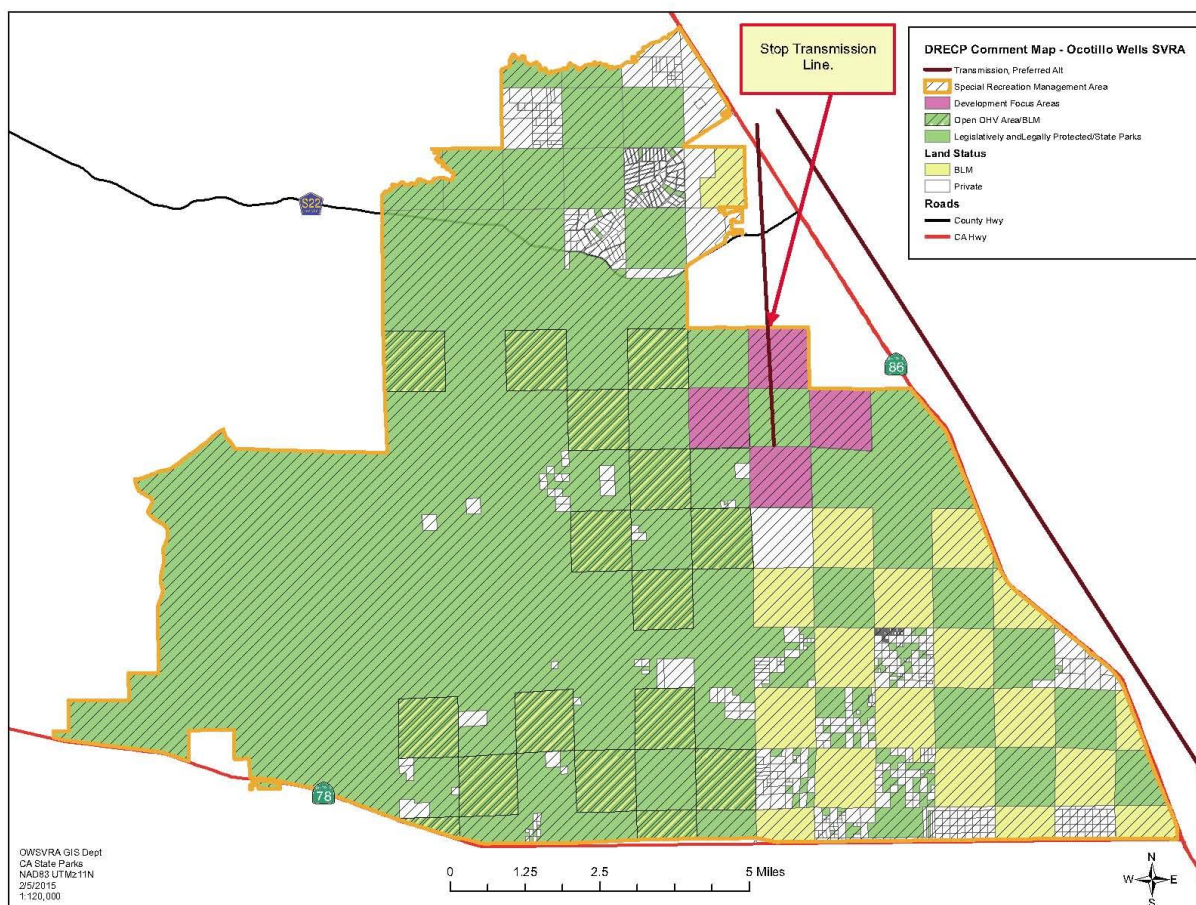 Stop Transmission
Line.
DRECP Comment Map - Ocotillo Wells SVRA
Transmission, Preferred Alt
Special Recreation Management Area
Development Focus Areas
Open OHV Area/BLM
Legislatively andLegally Protected/State Parks
Land Status
BLM
Private
Roads
County Hwy
CA Hwy
S22
86
78
OWSVRA GIS Dept
CA State Parks
NAD83 UTMz11N
2/5/2015
1:120,000
0 1.25 2.5 5 Miles
N
W E
S